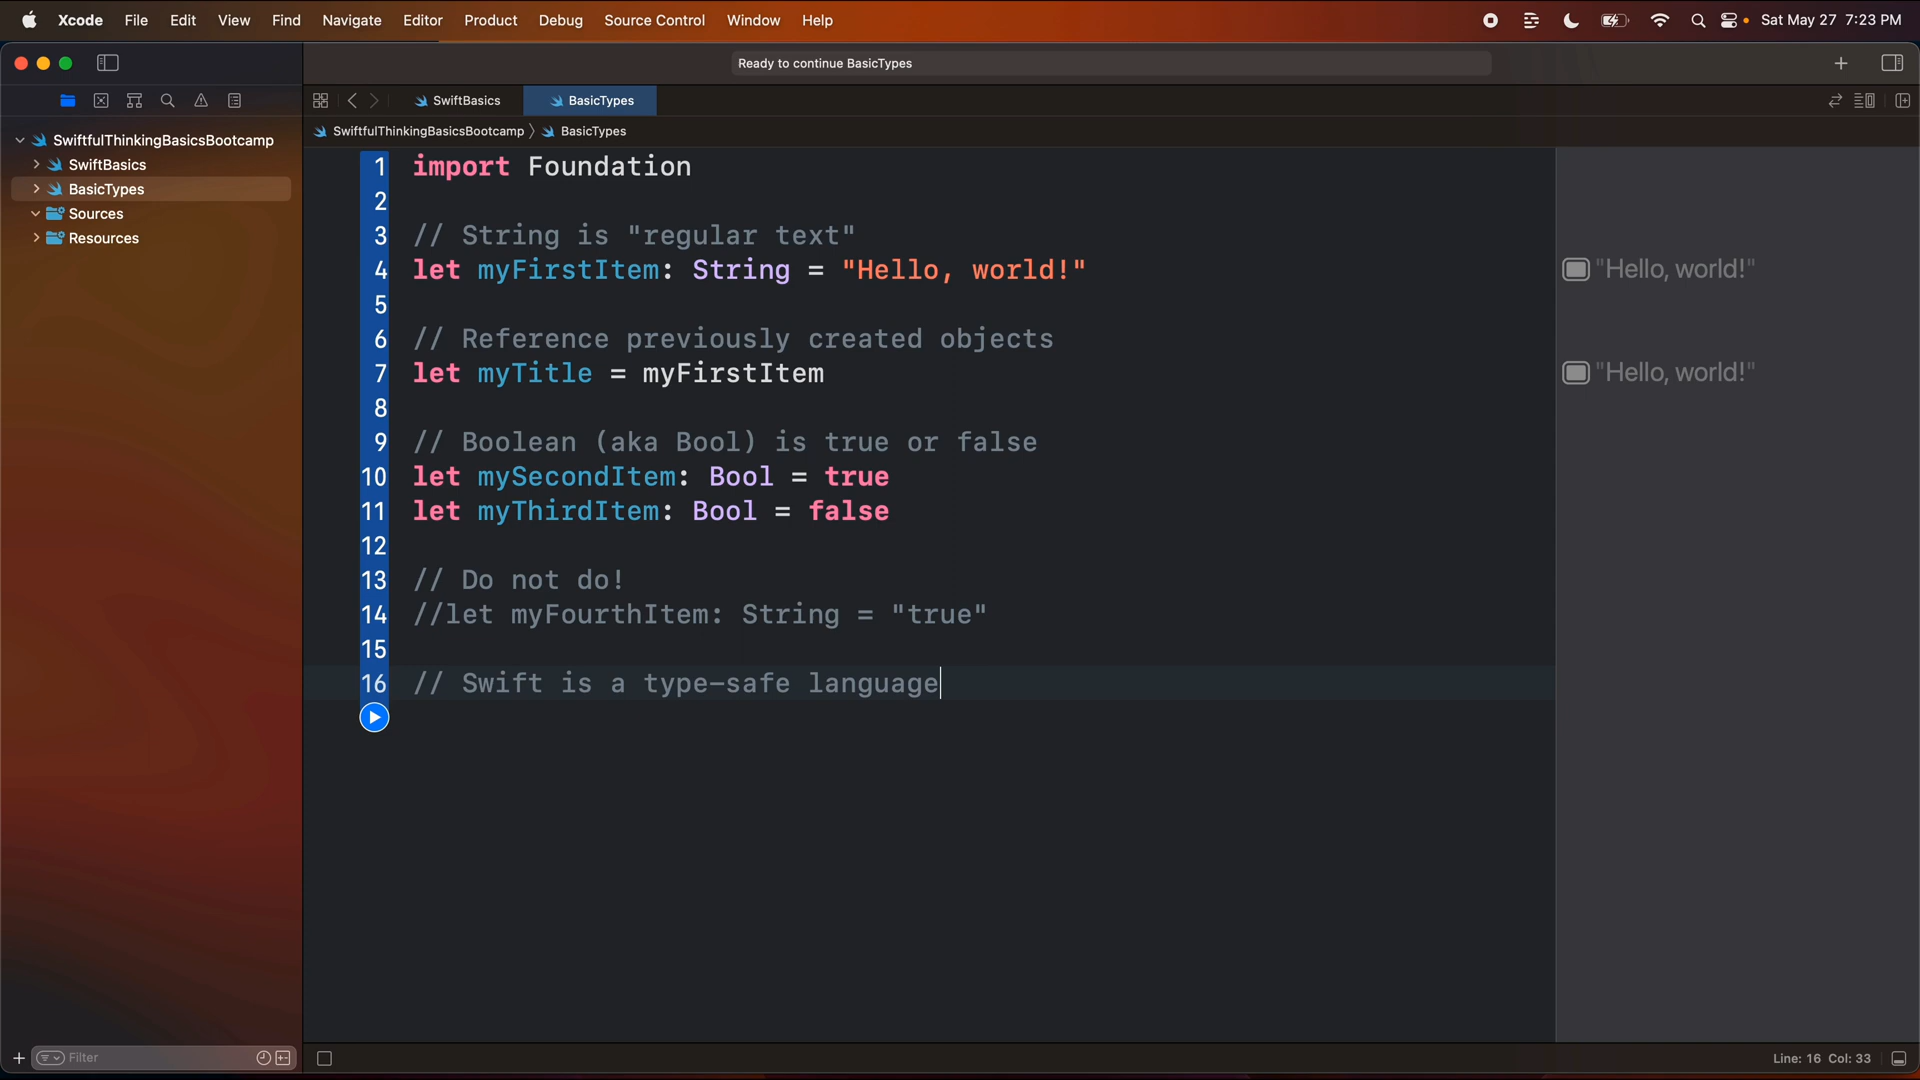 Xcode File Edit View Find Navigate Editor Product Debug Source Control Window Help Sat May 27 7:23 PM
Ready to continue BasicTypes
SwiftBasics BasicTypes
SwiftfulThinkingBasicsBootcamp BasicTypes
SwiftfulThinkingBasicsBootcamp
SwiftBasics
BasicTypes
Sources
Resources
1 import Foundation
2
3 // String is "regular text"
4 let myFirstItem: String = "Hello, world!"
5
6 // Reference previously created objects
7 let myTitle = myFirstItem
8
9 // Boolean (aka Bool) is true or false
10 let mySecondItem: Bool = true
11 let myThirdItem: Bool = false
12
13 // Do not do!
14 //let myFourthItem: String = "true"
15
16 // Swift is a type-safe language
"Hello, world!"
"Hello, world!"
Filter
Line: 16 Col: 33